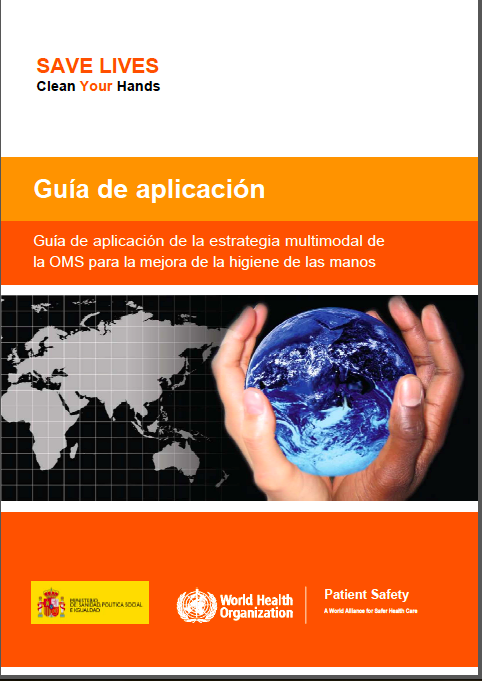 SAVE LIVES
Clean Your Hands
Guía de aplicación
Guía de aplicación de la estrategia multimodal de
la OMS para la mejora de la higiene de las manos
MINISTERIO
DE SANIDAD, POLÍTICA SOCIAL
E IGUALDAD
World Health
Organization
Patient Safety
A World Alliance for Safer Health Care